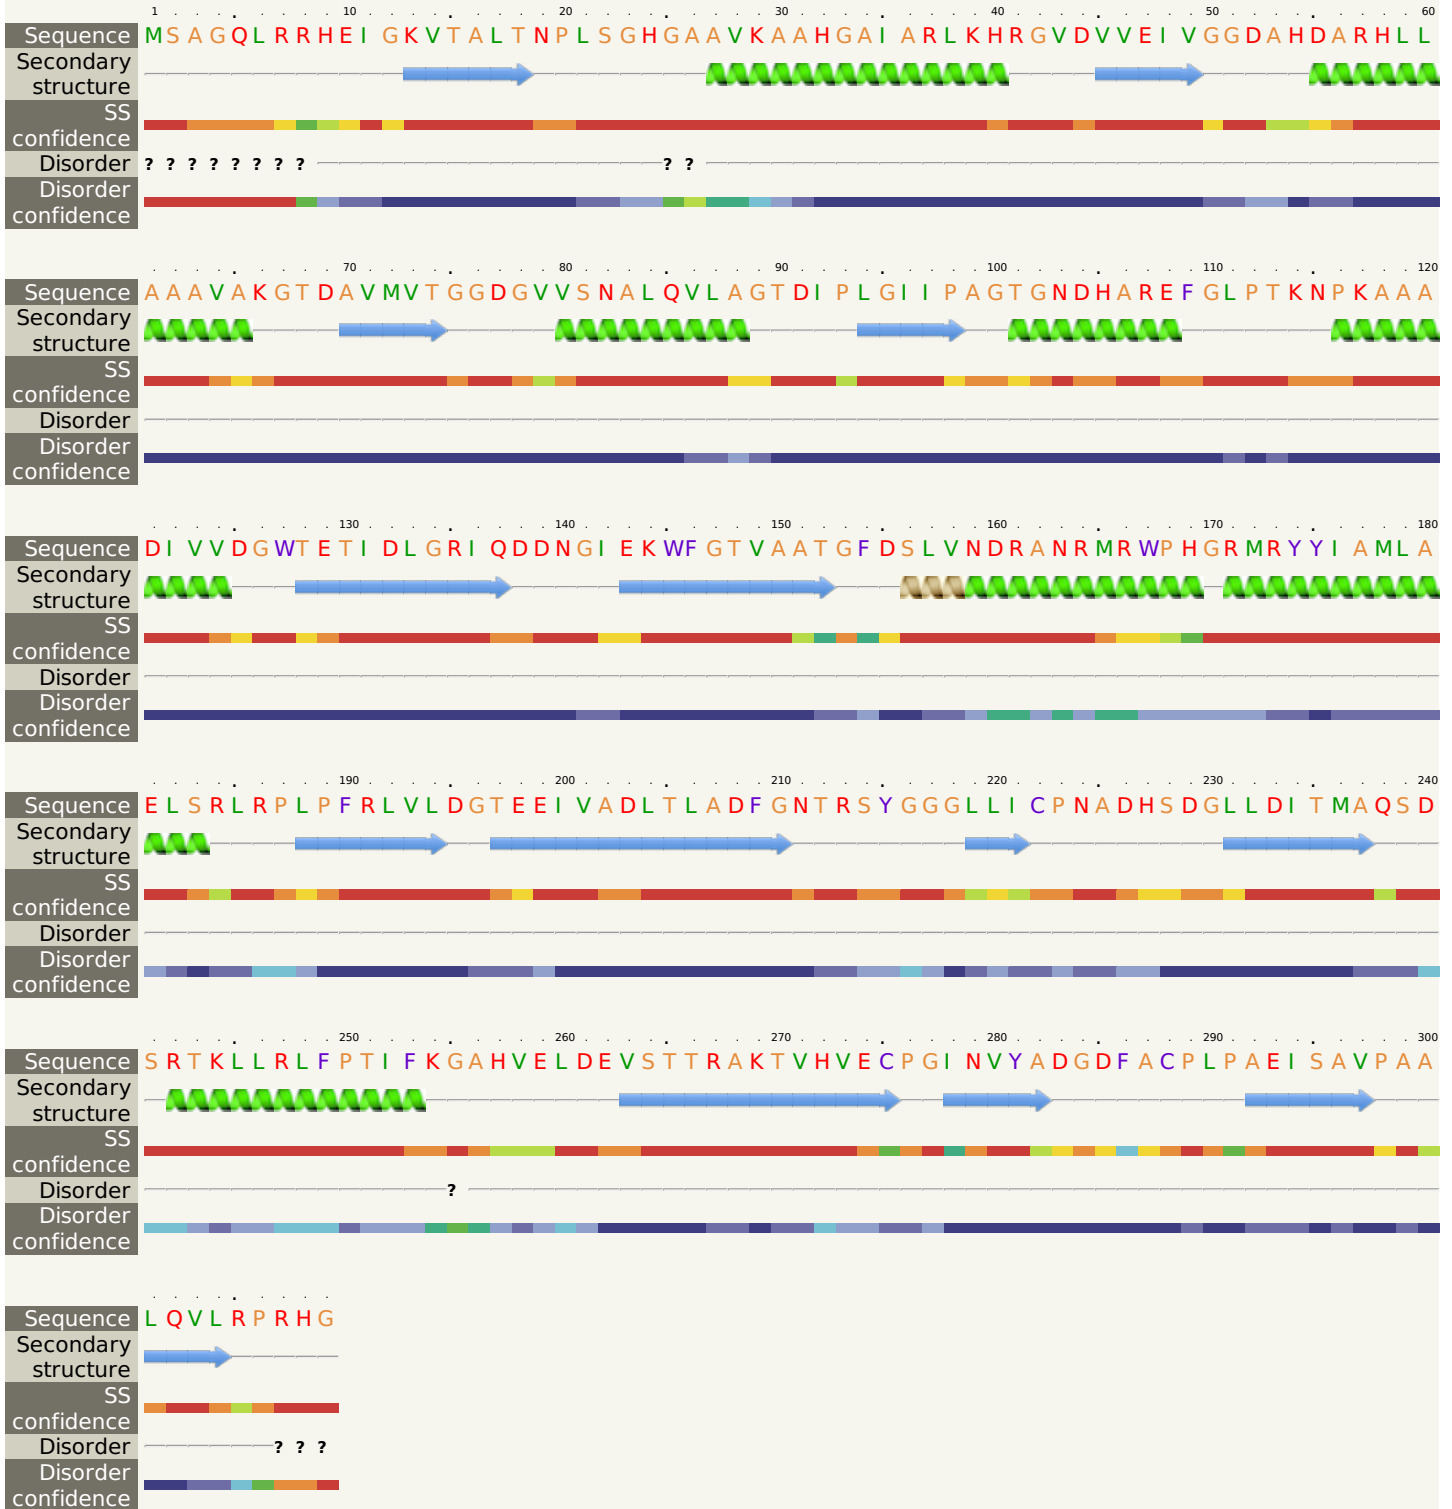 1 10 20 30 40 50 60
Sequence MSAGQLRRHEIGKVTALTNPLSGHGAAVKAAHGAIARLKHRGVDVVEIVGGDAHDARHLL
Secondary
structure
SS
confidence
Disorder ? ? ? ? ? ? ? ? ? ?
Disorder
confidence
70 80 90 100 110 120
Sequence AAAVAKGTDAVMVTGGDGVVSNALQVLAGTDIPLGIIPAGTGNDHAREFGLPTKNPKAAA
Secondary
structure
SS
confidence
Disorder
Disorder
confidence
130 140 150 160 170 180
Sequence DIVVDGWTETIDLGRIQDDNGIEKWFGTVAATGFDSLVNDRANRMRWPHGRMRYYIAMLA
Secondary
structure
SS
confidence
Disorder
Disorder
confidence
190 200 210 220 230 240
Sequence ELSRLRPLPFRLVLDGTEEIVADLTLADFGNTRSYGGGLLICPNADHSDGLLDITMAQSD
Secondary
structure
SS
confidence
Disorder
Disorder
confidence
250 260 270 280 290 300
Sequence SRTKLLRLFPTIFKGAHVELDEVSTTRAKTVHVECPGINVYADGDFACPLPAEISAVPAA
Secondary
structure
SS
confidence
Disorder ?
Disorder
confidence
Sequence LQVLRPRHG
Secondary
structure
SS
confidence
Disorder ? ? ?
Disorder
confidence